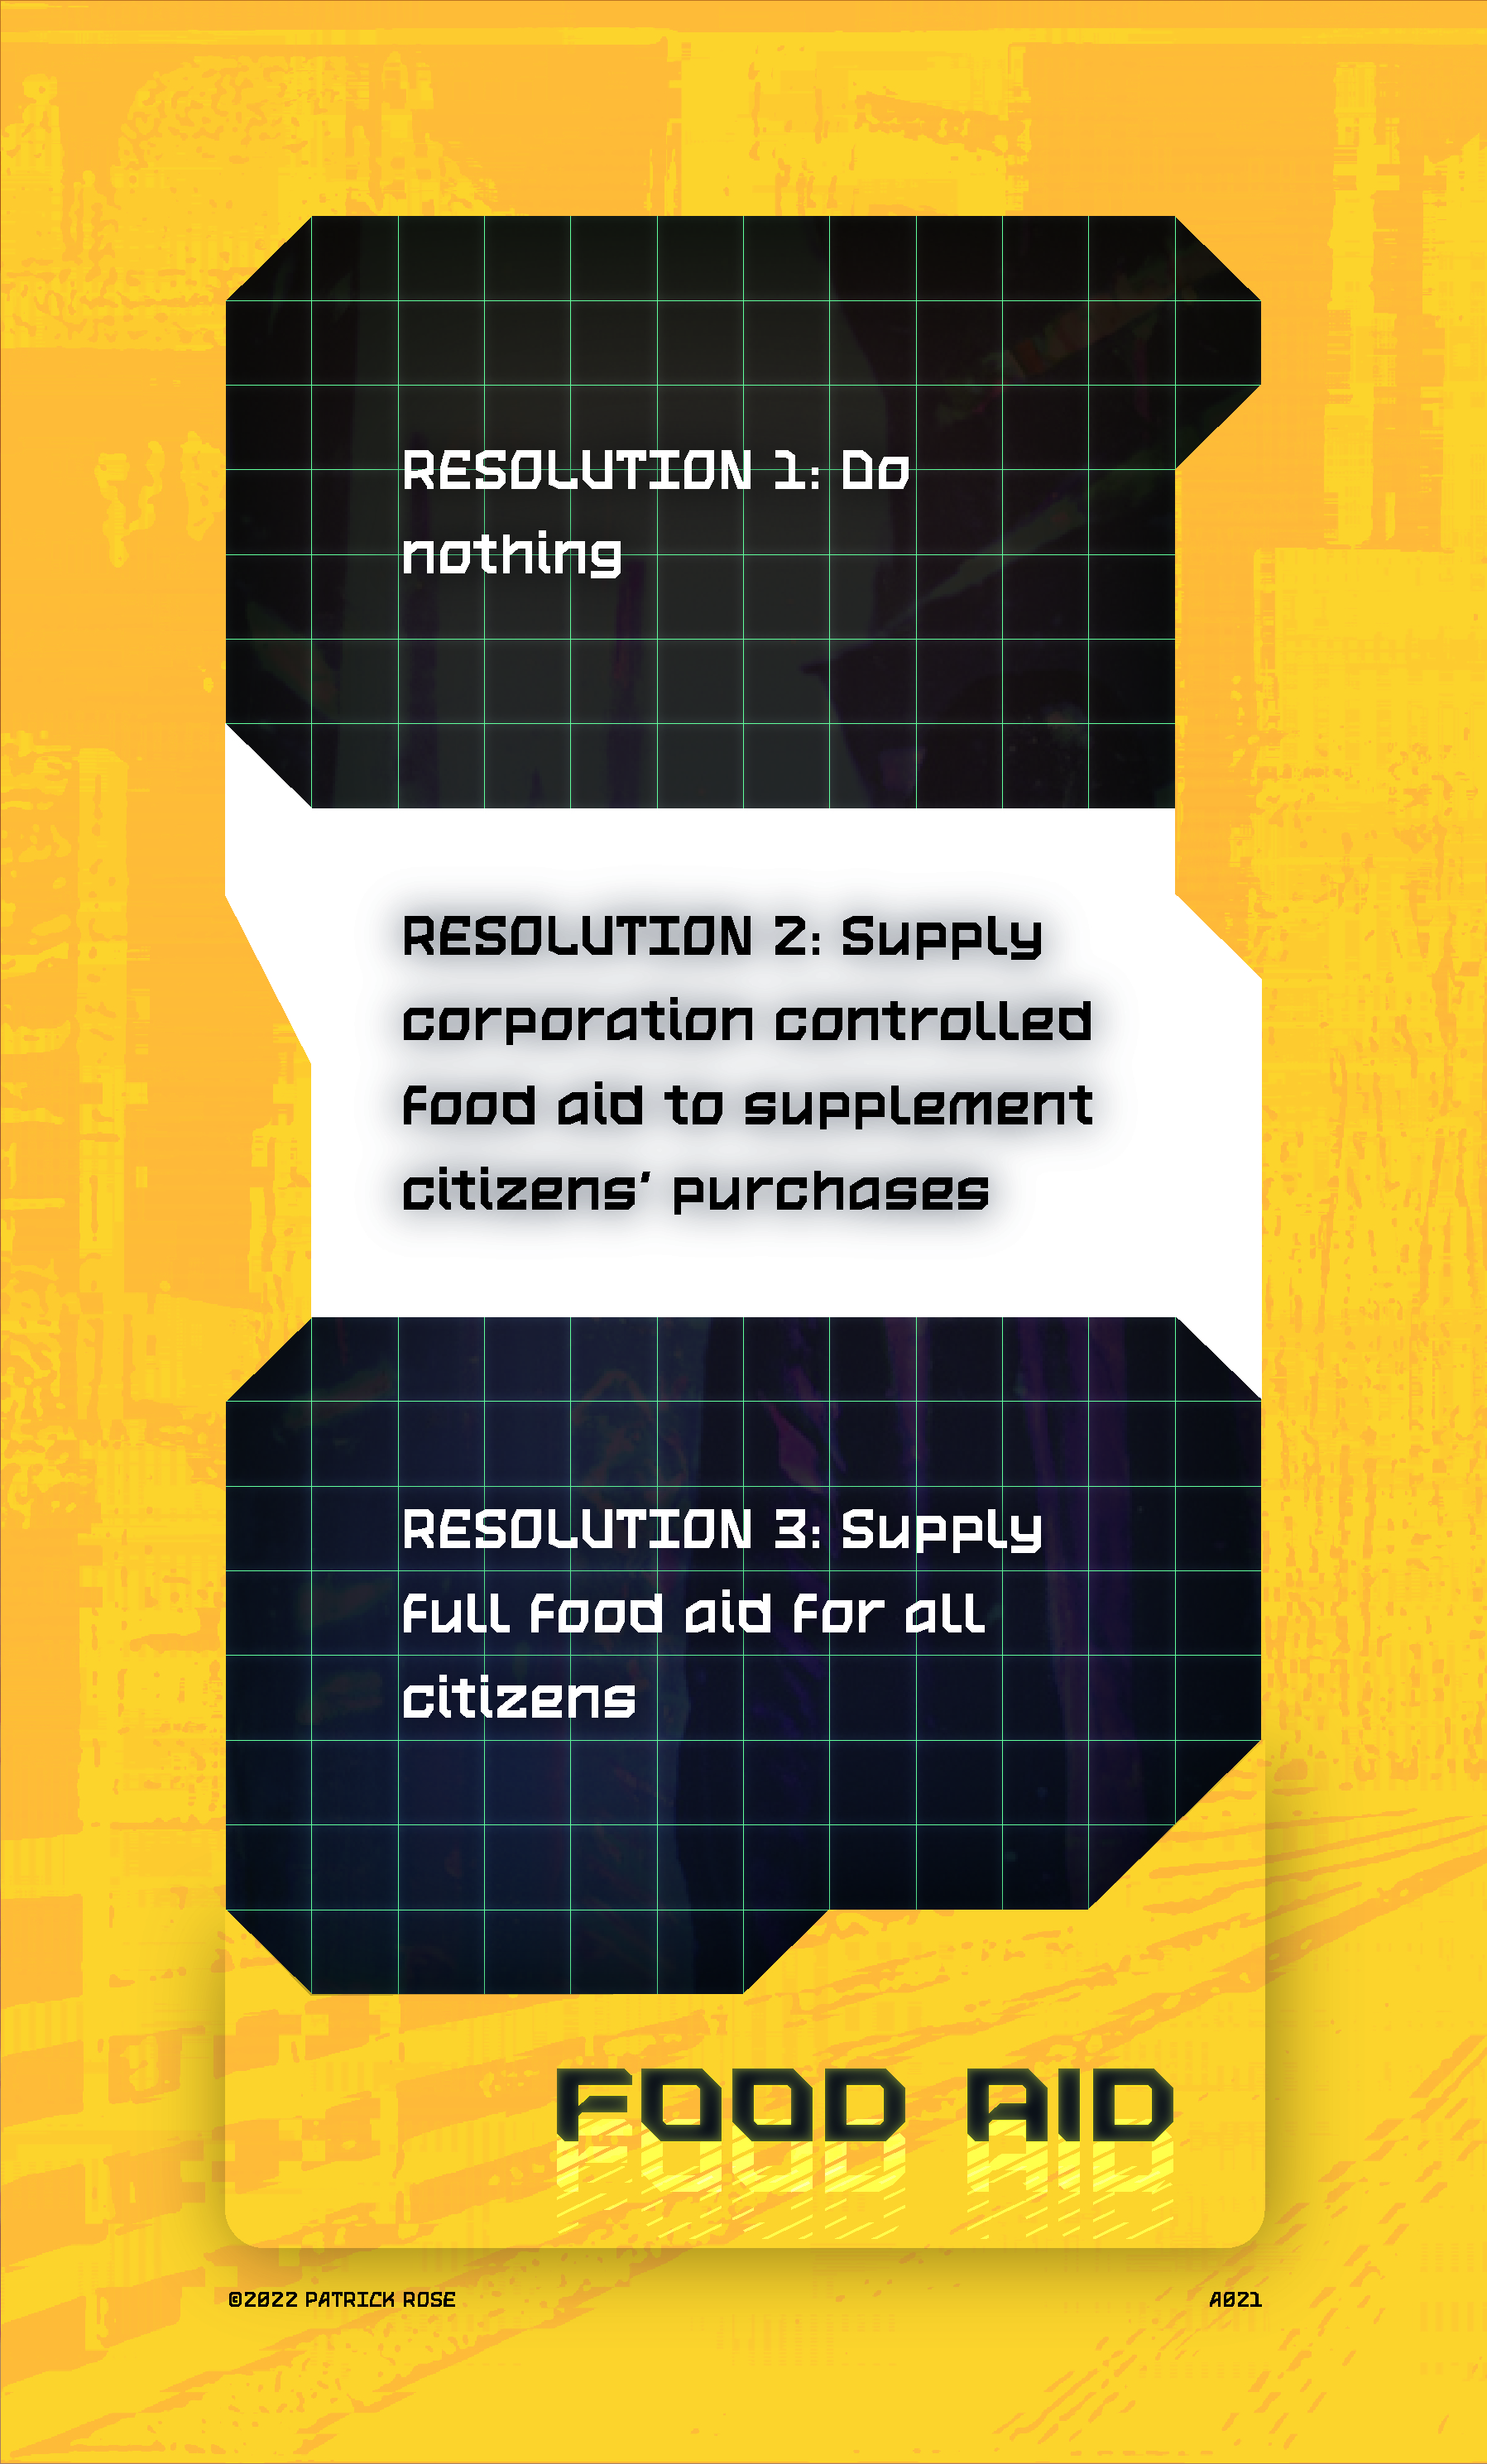 RESOLUTION 1: Do
nothing
RESOLUTION 2: Supply
corporation controlled
food aid to supplement
citizens' purchases
RESOLUTION 3: Supply
full food aid for all
citizens
FOOD AID
©2022 PATRICK ROSE
A021